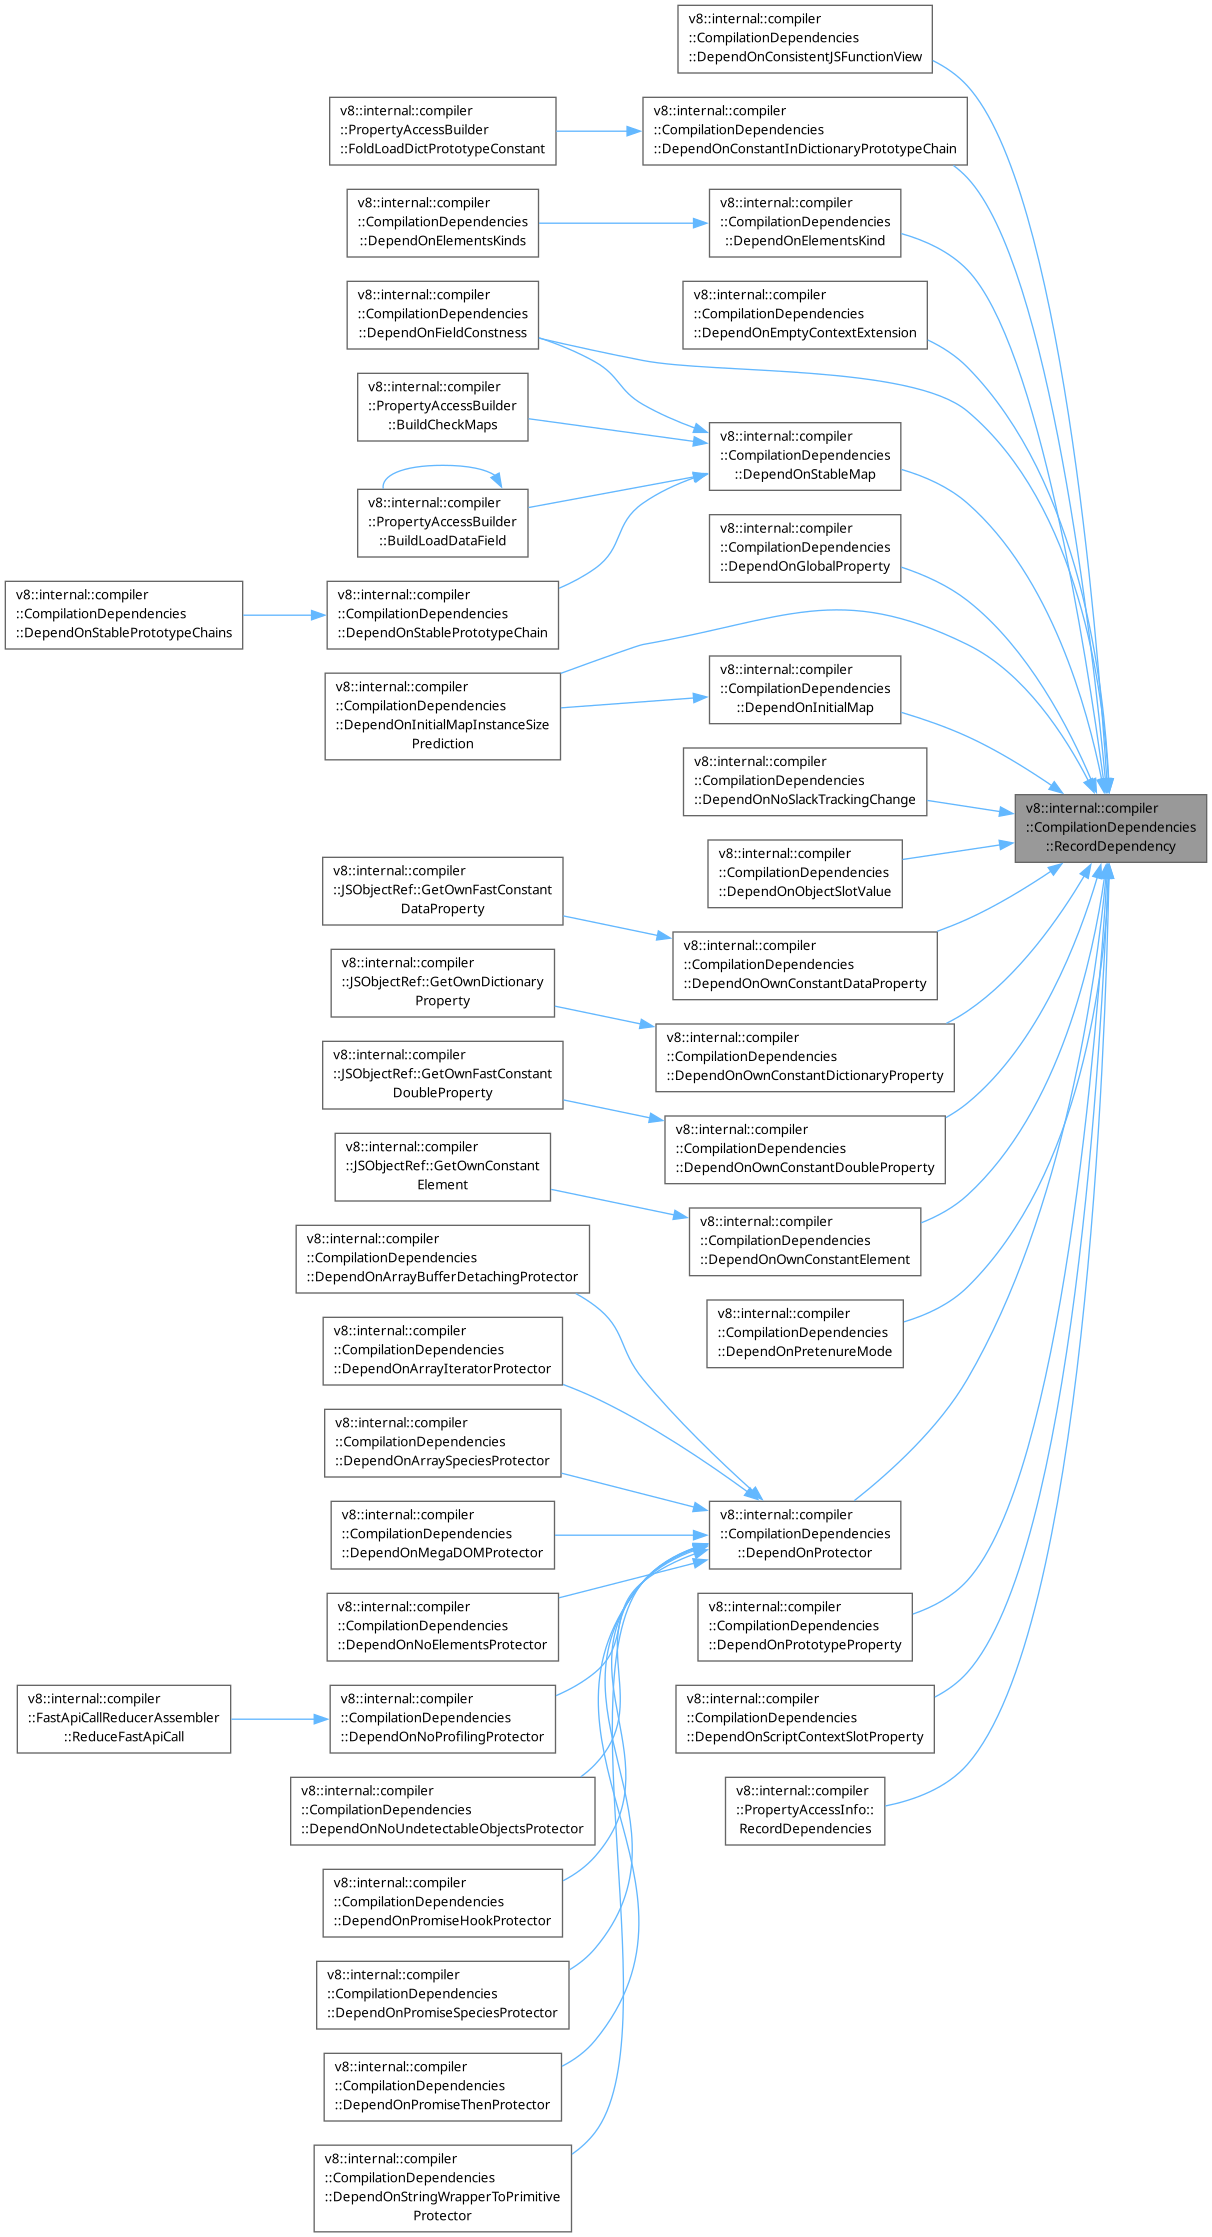 v8::internal::compiler
::CompilationDependencies
::DependOnConsistentJSFunctionView
v8::internal::compiler
::PropertyAccessBuilder
::FoldLoadDictPrototypeConstant
v8::internal::compiler
::CompilationDependencies
::DependOnConstantInDictionaryPrototypeChain
v8::internal::compiler
::CompilationDependencies
::DependOnElementsKinds
v8::internal::compiler
::CompilationDependencies
::DependOnElementsKind
v8::internal::compiler
::CompilationDependencies
::DependOnFieldConstness
v8::internal::compiler
::CompilationDependencies
::DependOnEmptyContextExtension
v8::internal::compiler
::PropertyAccessBuilder
::BuildCheckMaps
v8::internal::compiler
::CompilationDependencies
::DependOnStableMap
v8::internal::compiler
::PropertyAccessBuilder
::BuildLoadDataField
v8::internal::compiler
::CompilationDependencies
::DependOnGlobalProperty
v8::internal::compiler
::CompilationDependencies
::DependOnStablePrototypeChains
v8::internal::compiler
::CompilationDependencies
::DependOnStablePrototypeChain
v8::internal::compiler
::CompilationDependencies
::DependOnInitialMapInstanceSize
Prediction
v8::internal::compiler
::CompilationDependencies
::DependOnInitialMap
v8::internal::compiler
::CompilationDependencies
::DependOnNoSlackTrackingChange
v8::internal::compiler
::CompilationDependencies
::RecordDependency
v8::internal::compiler
::CompilationDependencies
::DependOnObjectSlotValue
v8::internal::compiler
::JSObjectRef::GetOwnFastConstant
DataProperty
v8::internal::compiler
::CompilationDependencies
::DependOnOwnConstantDataProperty
v8::internal::compiler
::JSObjectRef::GetOwnDictionary
Property
v8::internal::compiler
::CompilationDependencies
::DependOnOwnConstantDictionaryProperty
v8::internal::compiler
::JSObjectRef::GetOwnFastConstant
DoubleProperty
v8::internal::compiler
::CompilationDependencies
::DependOnOwnConstantDoubleProperty
v8::internal::compiler
::JSObjectRef::GetOwnConstant
Element
v8::internal::compiler
::CompilationDependencies
::DependOnOwnConstantElement
v8::internal::compiler
::CompilationDependencies
::DependOnArrayBufferDetachingProtector
v8::internal::compiler
::CompilationDependencies
::DependOnPretenureMode
v8::internal::compiler
::CompilationDependencies
::DependOnArrayIteratorProtector
v8::internal::compiler
::CompilationDependencies
::DependOnArraySpeciesProtector
v8::internal::compiler
::CompilationDependencies
::DependOnMegaDOMProtector
v8::internal::compiler
::CompilationDependencies
::DependOnProtector
v8::internal::compiler
::CompilationDependencies
::DependOnNoElementsProtector
v8::internal::compiler
::CompilationDependencies
::DependOnPrototypeProperty
v8::internal::compiler
::FastApiCallReducerAssembler
::ReduceFastApiCall
v8::internal::compiler
::CompilationDependencies
::DependOnNoProfilingProtector
v8::internal::compiler
::CompilationDependencies
::DependOnScriptContextSlotProperty
v8::internal::compiler
::CompilationDependencies
::DependOnNoUndetectableObjectsProtector
v8::internal::compiler
::PropertyAccessInfo::
RecordDependencies
v8::internal::compiler
::CompilationDependencies
::DependOnPromiseHookProtector
v8::internal::compiler
::CompilationDependencies
::DependOnPromiseSpeciesProtector
v8::internal::compiler
::CompilationDependencies
::DependOnPromiseThenProtector
v8::internal::compiler
::CompilationDependencies
::DependOnStringWrapperToPrimitive
Protector